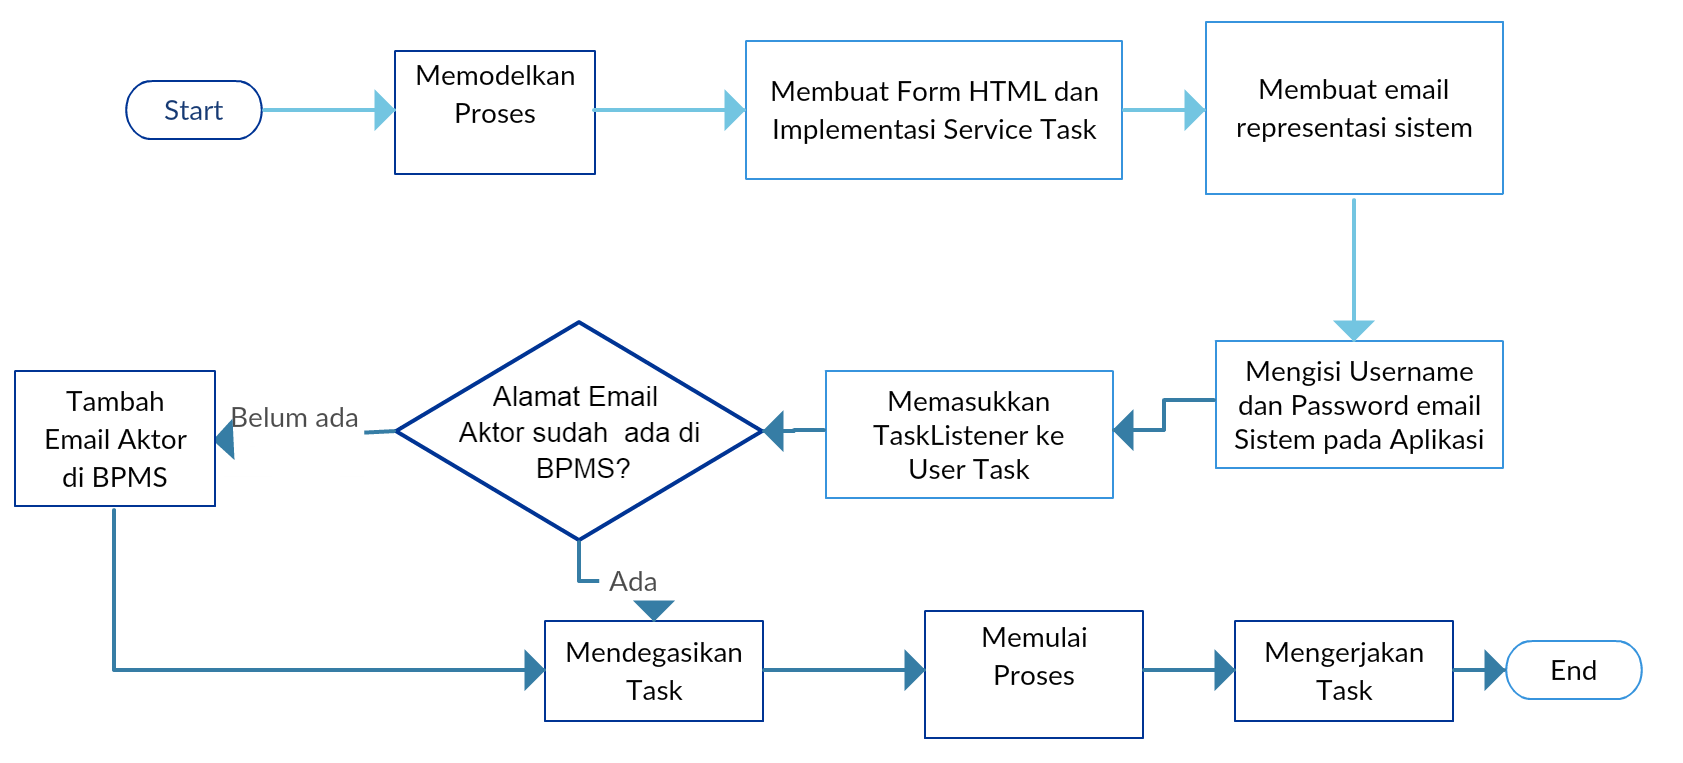 Start
Memodelkan
Proses
Membuat Form HTML dan
Implementasi Service Task
Membuat email
representasi sistem
Mengisi Username
dan Password email
Sistem pada Aplikasi
Memasukkan
TaskListener ke
User Task
Alamat Email
Aktor sudah  ada di
BPMS?
Belum ada
Tambah
Email Aktor
di BPMS
Ada
Mendegasikan
Task
Memulai
Proses
Mengerjakan
Task
End